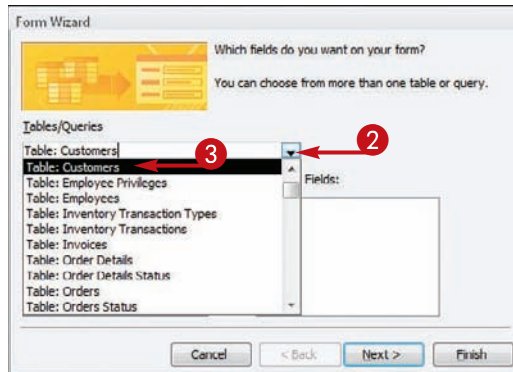 Form Wizard
Which fields do you want on your form?
You can choose from more than one table or query.
Tables/Queries
Table: Customers
2
3
Table: Customers
Table: Employee Privileges
Table: Employees
Table: Inventory Transaction Types
Table: Inventory Transactions
Table: Invoices
Table: Order Details
Table: Order Details Status
Table: Orders
Table: Orders Status
Fields:
Cancel
< Back
Next >
Finish